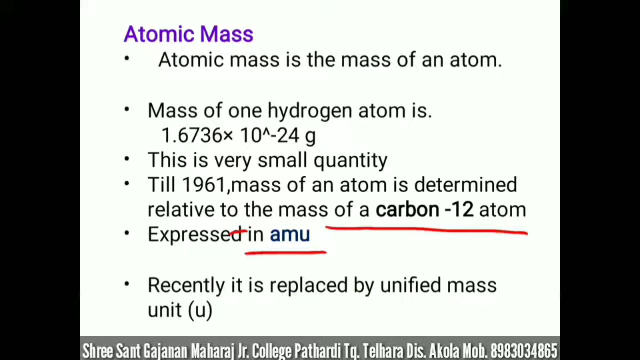 Atomic Mass
• Atomic mass is the mass of an atom.
• Mass of one hydrogen atom is.
1.6736× 10^-24 g
• This is very small quantity
• Till 1961,mass of an atom is determined
relative to the mass of a carbon -12 atom
• Expressed in amu
• Recently it is replaced by unified mass
unit (u)
Shree Sant Gajanan Maharaj Jr. College Pathardi Tq. Telhara Dis. Akola Mob. 8983034865